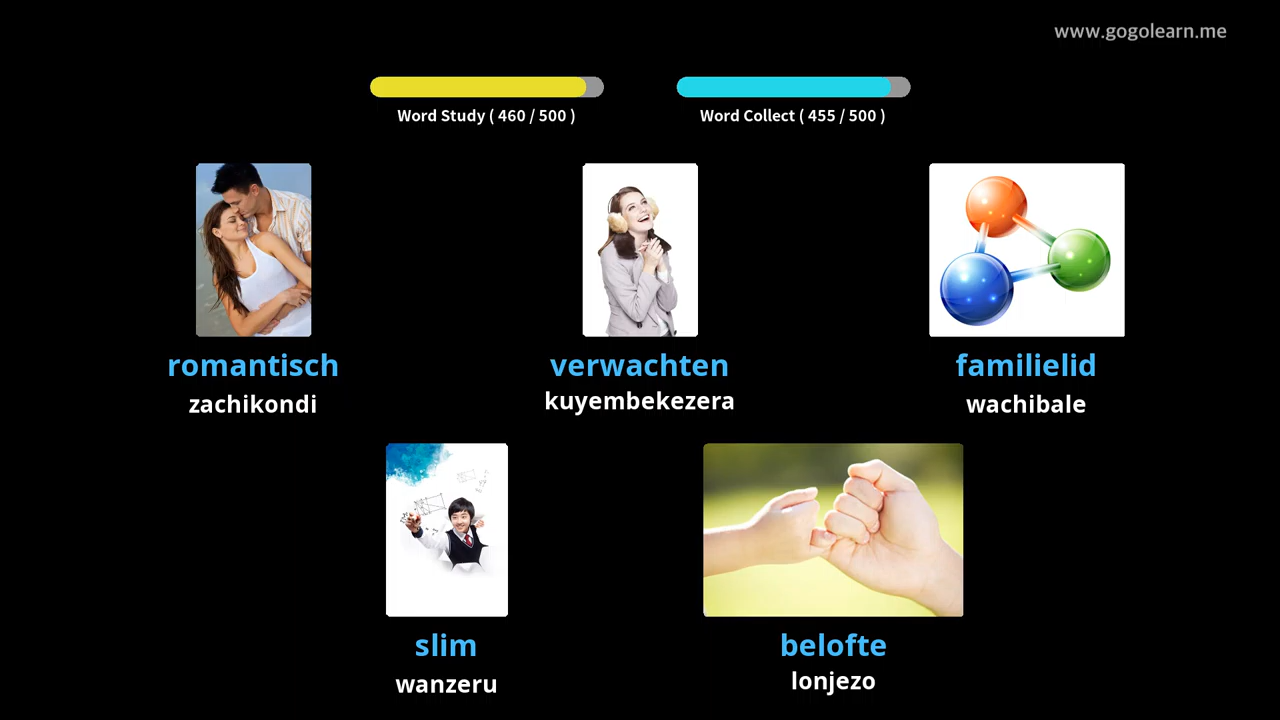 www.gogolearn.me
Word Study ( 460 / 500 )
Word Collect ( 455 / 500 )
romantisch
zachikondi
verwachten
kuyembekezera
familielid
wachibale
slim
wanzeru
belofte
lonjezo